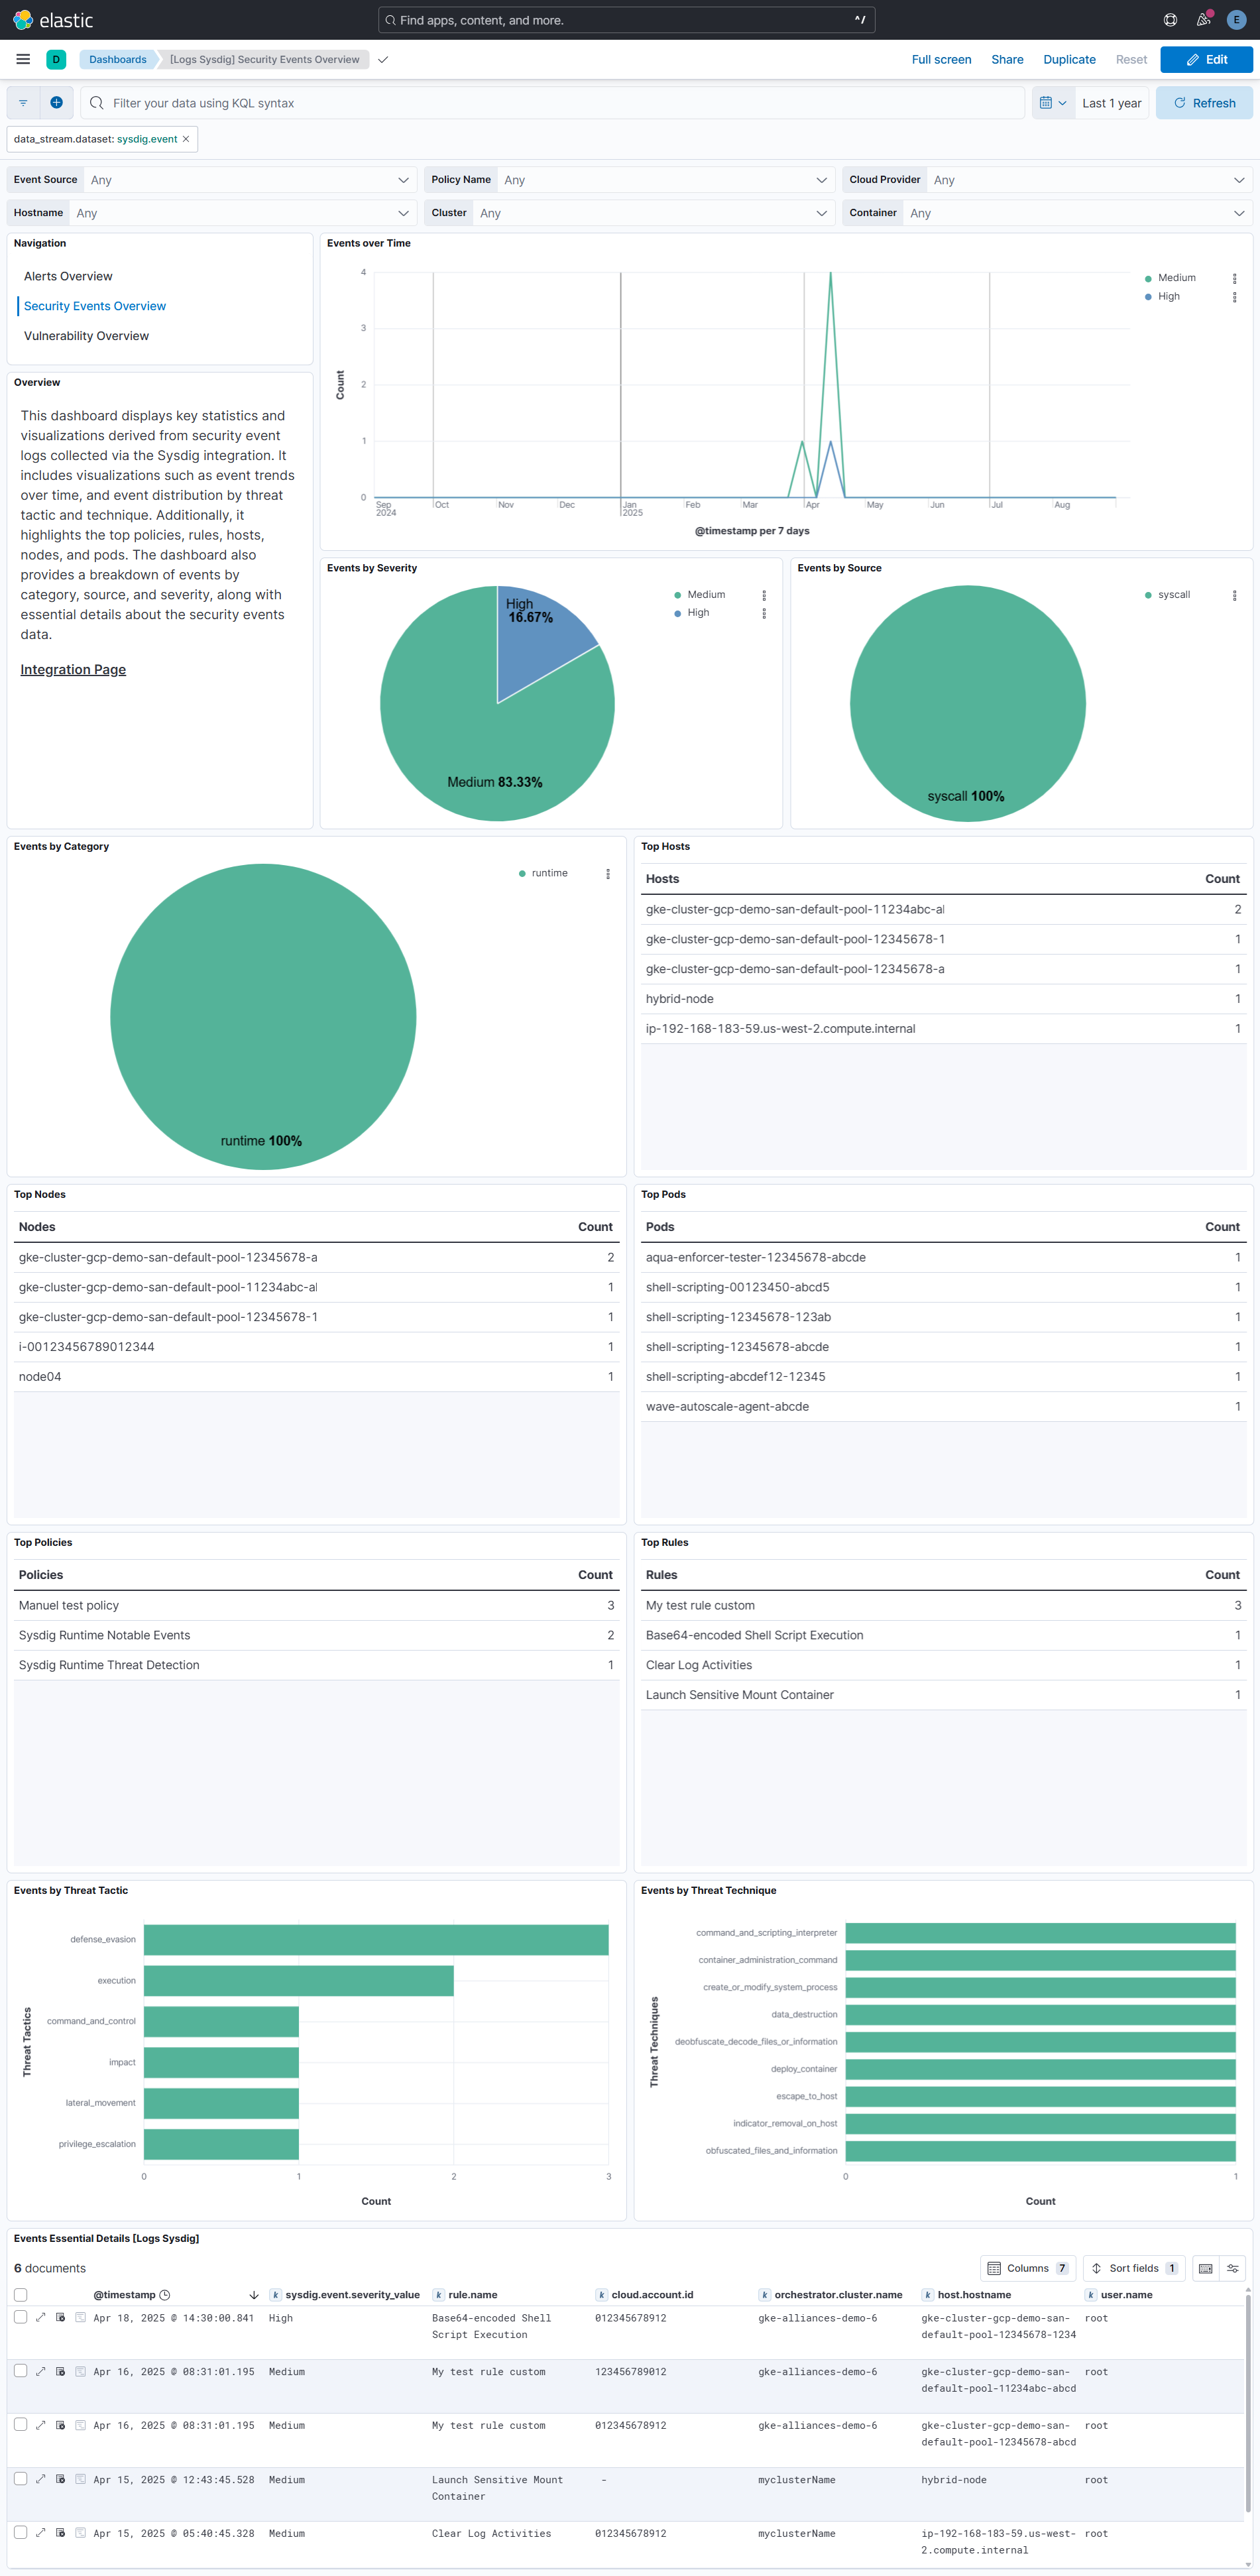 elastic
Find apps, content, and more.
^/
E
D
Dashboards
[Logs Sysdig] Security Events Overview
Full screen
Share
Duplicate
Reset
Edit
Filter your data using KQL syntax
Last 1 year
Refresh
data_stream.dataset: sysdig.event ×
Event Source Any
Policy Name Any
Cloud Provider Any
Hostname Any
Cluster Any
Container Any
Navigation
Alerts Overview
Security Events Overview
Vulnerability Overview
Overview
This dashboard displays key statistics and
visualizations derived from security event
logs collected via the Sysdig integration. It
includes visualizations such as event trends
over time, and event distribution by threat
tactic and technique. Additionally, it
highlights the top policies, rules, hosts,
nodes, and pods. The dashboard also
provides a breakdown of events by
category, source, and severity, along with
essential details about the security events
data.
Integration Page
Events over Time
Count
4
3
2
1
0
Sep Oct Nov Dec Jan Feb Mar Apr May Jun Jul Aug
2024 2025
@timestamp per 7 days
Medium
High
Events by Severity
High
16.67%
Medium 83.33%
Medium
High
Events by Source
syscall 100%
syscall
Events by Category
runtime 100%
runtime
Top Hosts
Hosts Count
gke-cluster-gcp-demo-san-default-pool-11234abc-al 2
gke-cluster-gcp-demo-san-default-pool-12345678-1 1
gke-cluster-gcp-demo-san-default-pool-12345678-a 1
hybrid-node 1
ip-192-168-183-59.us-west-2.compute.internal 1
Top Nodes
Nodes Count
gke-cluster-gcp-demo-san-default-pool-12345678-a 2
gke-cluster-gcp-demo-san-default-pool-11234abc-al 1
gke-cluster-gcp-demo-san-default-pool-12345678-1 1
i-00123456789012344 1
node04 1
Top Pods
Pods Count
aqua-enforcer-tester-12345678-abcde 1
shell-scripting-00123450-abcd5 1
shell-scripting-12345678-123ab 1
shell-scripting-12345678-abcde 1
shell-scripting-abcdef12-12345 1
wave-autoscale-agent-abcde 1
Top Policies
Policies Count
Manuel test policy 3
Sysdig Runtime Notable Events 2
Sysdig Runtime Threat Detection 1
Top Rules
Rules Count
My test rule custom 3
Base64-encoded Shell Script Execution 1
Clear Log Activities 1
Launch Sensitive Mount Container 1
Events by Threat Tactic
Threat Tactics
defense_evasion
execution
command_and_control
impact
lateral_movement
privilege_escalation
0 1 2 3
Count
Events by Threat Technique
Threat Techniques
command_and_scripting_interpreter
container_administration_command
create_or_modify_system_process
data_destruction
deobfuscate_decode_files_or_information
deploy_container
escape_to_host
indicator_removal_on_host
obfuscated_files_and_information
0 1
Count
Events Essential Details [Logs Sysdig]
6 documents
Columns 7
Sort fields 1
@timestamp k sysdig.event.severity_value k rule.name k cloud.account.id k orchestrator.cluster.name k host.hostname k user.name
Apr 18, 2025 @ 14:30:00.841 High Base64-encoded Shell 012345678912 gke-alliances-demo-6 gke-cluster-gcp-demo-san- root
Script Execution default-pool-12345678-1234
Apr 16, 2025 @ 08:31:01.195 Medium My test rule custom 123456789012 gke-alliances-demo-6 gke-cluster-gcp-demo-san- root
default-pool-11234abc-abcd
Apr 16, 2025 @ 08:31:01.195 Medium My test rule custom 012345678912 gke-alliances-demo-6 gke-cluster-gcp-demo-san- root
default-pool-12345678-abcd
Apr 15, 2025 @ 12:43:45.528 Medium Launch Sensitive Mount - myclusterName hybrid-node root
Container
Apr 15, 2025 @ 05:40:45.328 Medium Clear Log Activities 012345678912 myclusterName ip-192-168-183-59.us-west- root
2.compute.internal